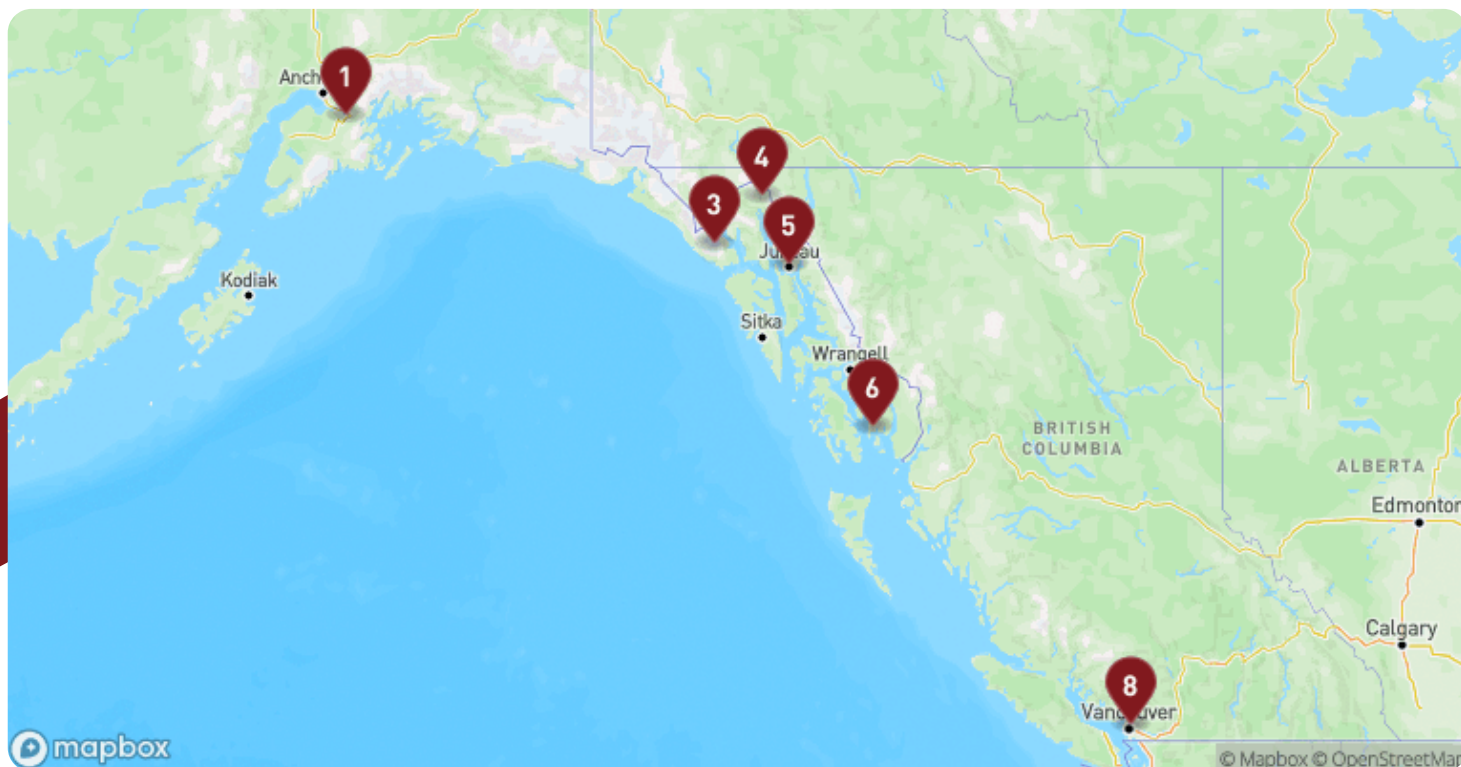 1
Anch
4
3
5
Juneau
Kodiak
Sitka
Wrangell
6
BRITISH
COLUMBIA
ALBERTA
Edmonton
Calgary
8
Vancouver
mapbox
© Mapbox © OpenStreetMap